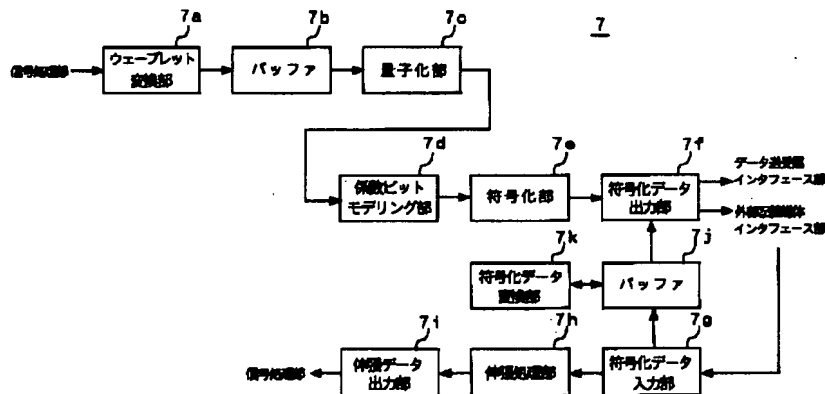 7
7a
7b
7c
信号処理部
ウェーブレット
変換部
バッファ
量子化部
7d
7e
7f
係数ビット
モデリング部
符号化部
符号化データ
出力部
データ送受信
インタフェース部
外部記録媒体
インタフェース部
7k
7j
符号化データ
変換部
バッファ
7i
7h
7g
信号処理部
伸張データ
出力部
伸張処理部
符号化データ
入力部